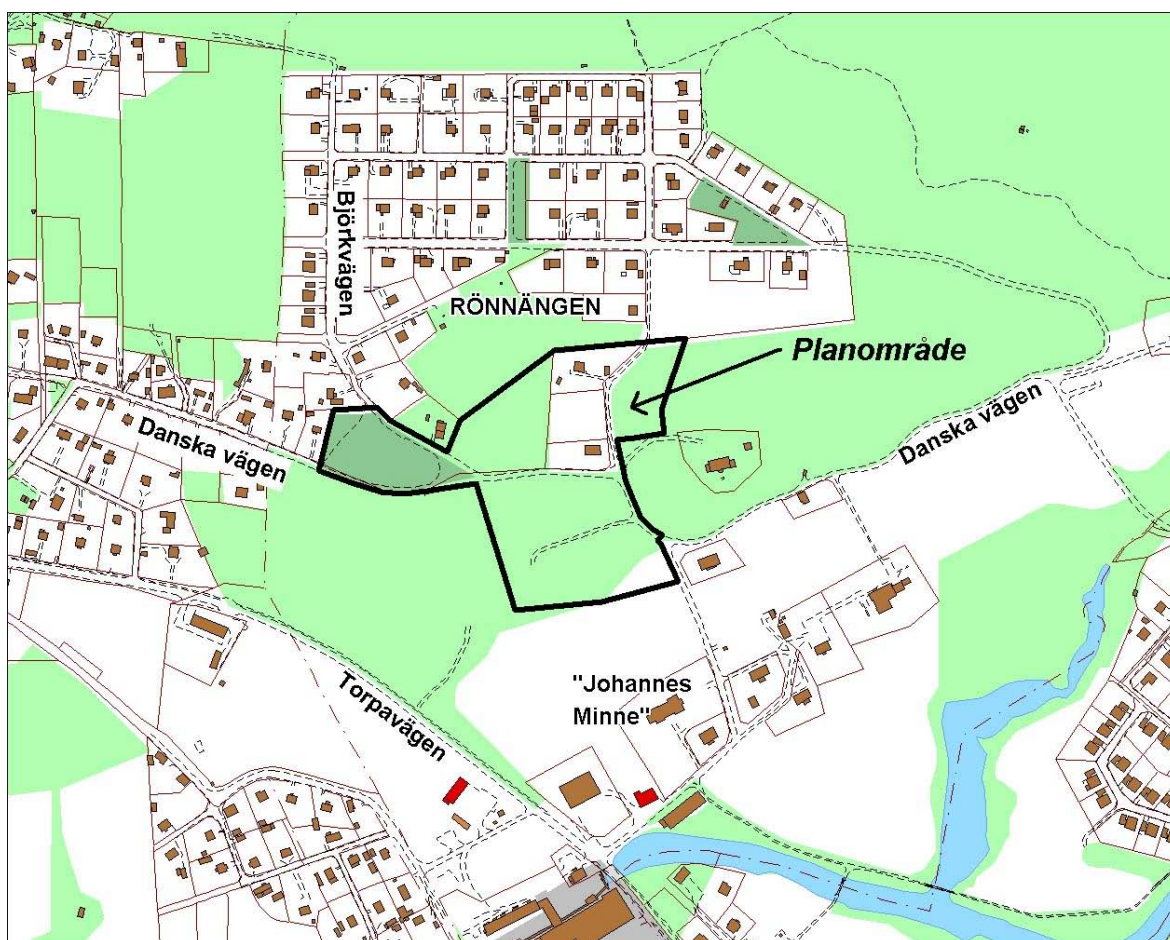 Björkvägen
RÖNNÄNGEN
Planområde
Danska vägen
Danska vägen
"Johannes
Minne"
Torpavägen